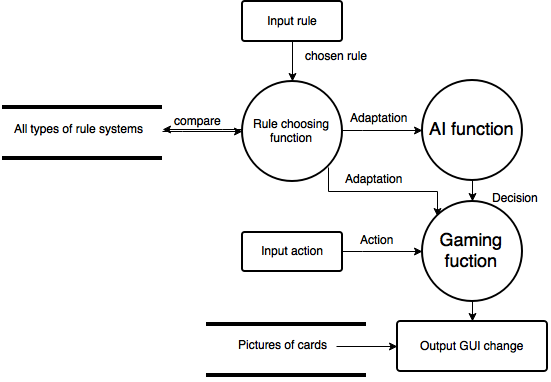 Input rule
chosen rule
All types of rule systems
compare
Rule choosing
function
Adaptation
AI function
Adaptation
Decision
Input action
Action
Gaming
fuction
Pictures of cards
Output GUI change